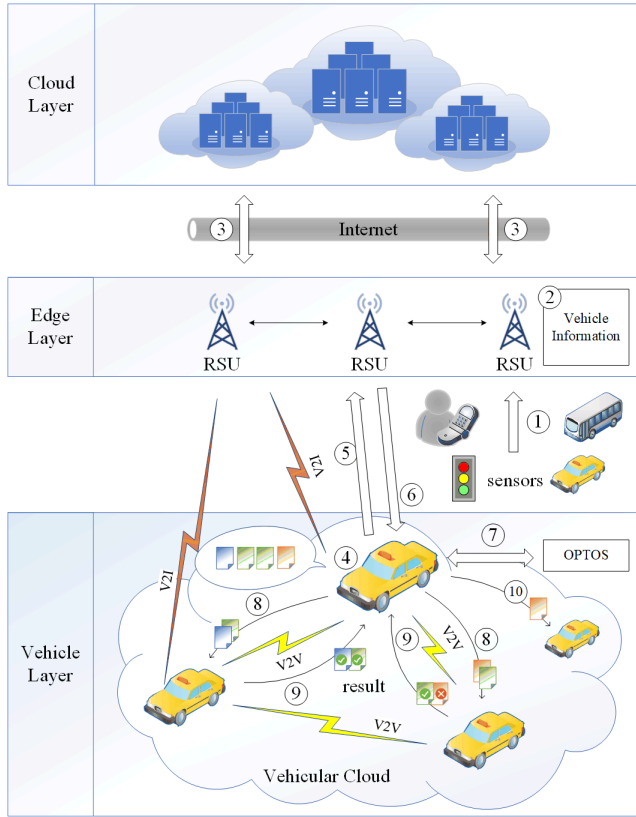 Cloud
Layer
3
Internet
3
Edge
Layer
RSU
RSU
RSU
2
Vehicle
Information
1
sensors
V2I
V2I
5
6
Vehicle
Layer
4
7
OPTOS
8
V2V
9
result
9
V2V
8
10
V2V
Vehicular Cloud